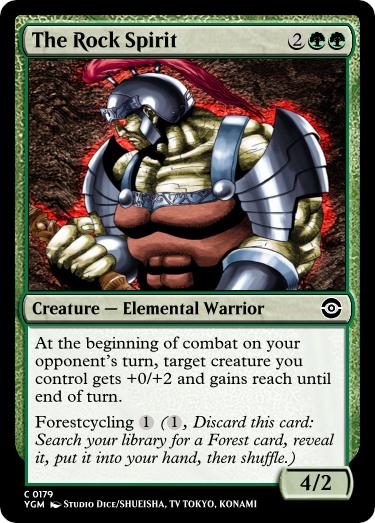 The Rock Spirit 2
Creature — Elemental Warrior
At the beginning of combat on your
opponent's turn, target creature you
control gets +0/+2 and gains reach until
end of turn.
Forestcycling 1 (1, Discard this card:
Search your library for a Forest card, reveal
it, put it into your hand, then shuffle.)
4/2
C 0179
YGM Studio Dice/SHUEISHA, TV TOKYO, KONAMI